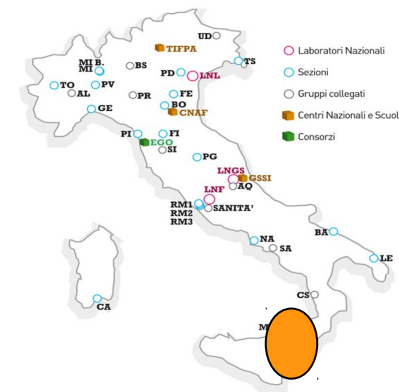 UD
TIFPA
MI B.
MI
BS
TS
PD
LNL
TO
AL
PV
PR
FE
BO
CNAF
GE
PI
FI
EGO
SI
PG
LNGS
GSSI
AQ
LNF
RM1
RM2
RM3
SANITA'
BA
NA
SA
LE
CS
CA
Laboratori Nazionali
Sezioni
Gruppi collegati
Centri Nazionali e Scuol
Consorzi